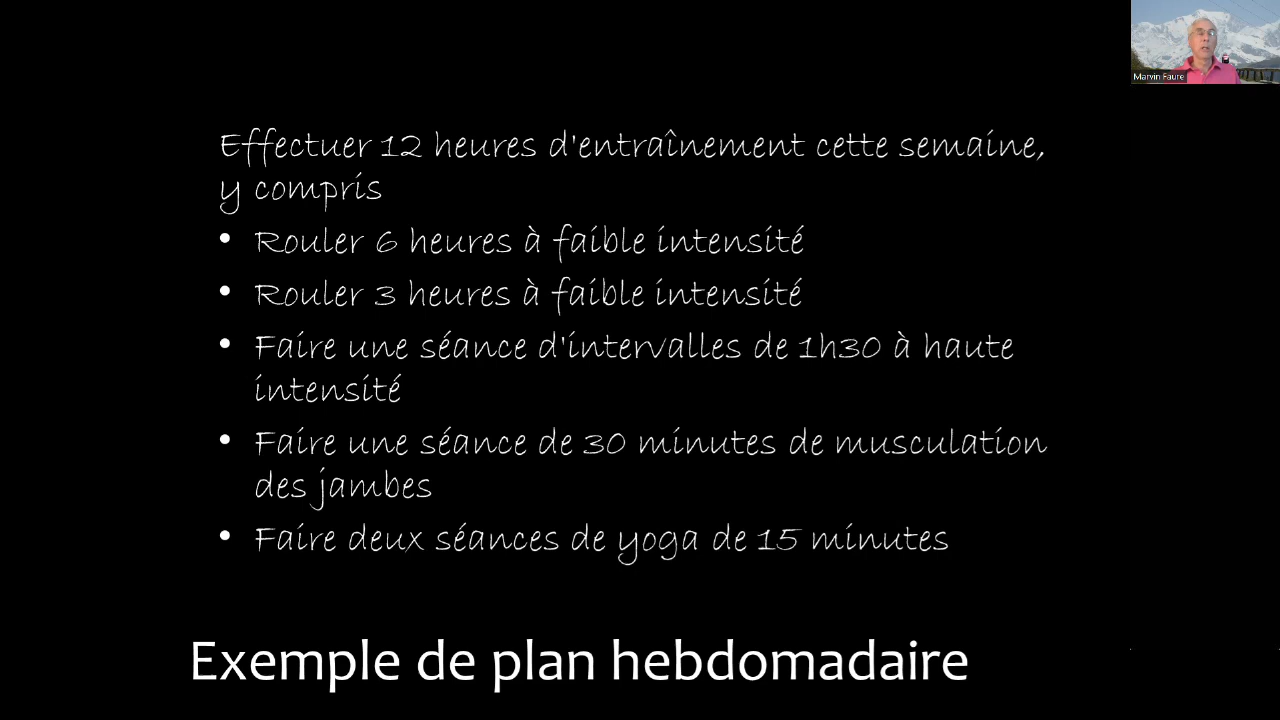 Effectuer 12 heures d'entraînement cette semaine,
y compris
• Rouler 6 heures à faible intensité
• Rouler 3 heures à faible intensité
• Faire une séance d'intervalles de 1h30 à haute
intensité
• Faire une séance de 30 minutes de musculation
des jambes
• Faire deux séances de yoga de 15 minutes
Exemple de plan hebdomadaire
Marvin Faure